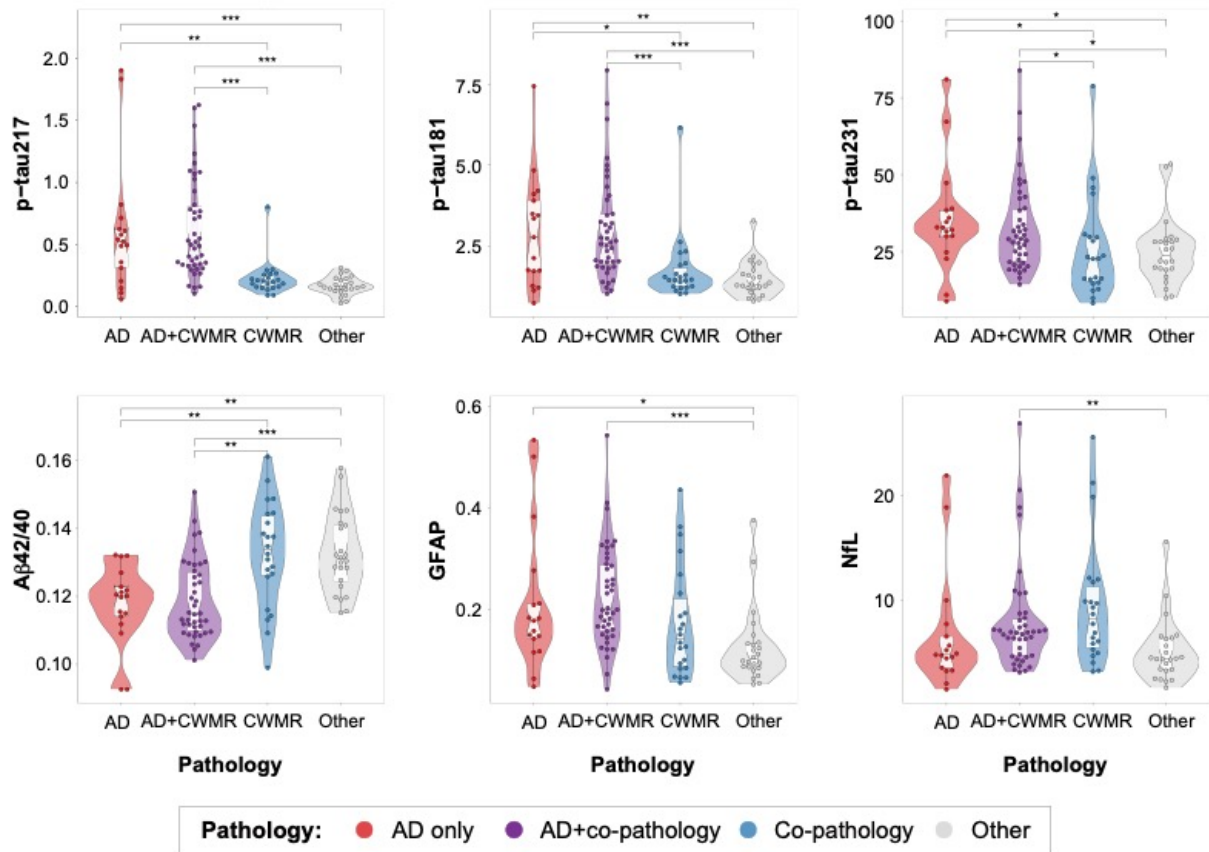 ***
**
***
***
p-tau217
2.0
1.5
1.0
0.5
0.0
AD AD+CWMR CWMR Other
**
*
***
***
p-tau181
7.5
5.0
2.5
AD AD+CWMR CWMR Other
*
*
*
*
p-tau231
100
75
50
25
AD AD+CWMR CWMR Other
**
**
***
**
Aβ42/40
0.16
0.14
0.12
0.10
AD AD+CWMR CWMR Other
Pathology
*
***
GFAP
0.6
0.4
0.2
AD AD+CWMR CWMR Other
Pathology
**
NfL
20
10
AD AD+CWMR CWMR Other
Pathology
Pathology: AD only AD+co-pathology Co-pathology Other